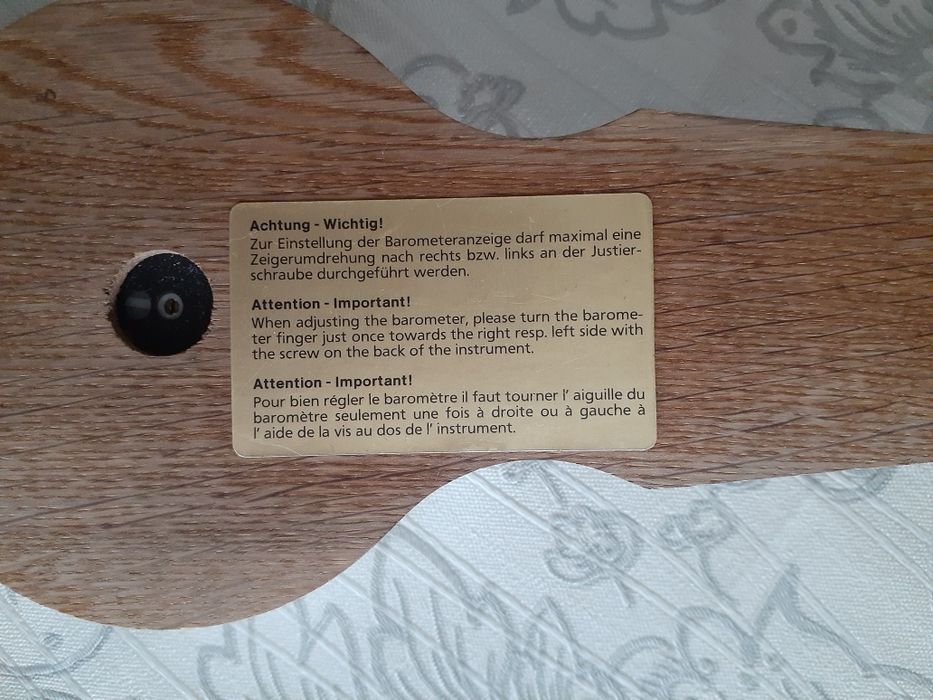 Achtung - Wichtig!
Zur Einstellung der Barometeranzeige darf maximal eine
Zeigerumdrehung nach rechts bzw. links an der Justier-
schraube durchgeführt werden.
Attention - Important!
When adjusting the barometer, please turn the barome-
ter finger just once towards the right resp. left side with
the screw on the back of the instrument.
Attention - Important!
Pour bien régler le baromètre il faut tourner l' aiguille du
baromètre seulement une fois à droite ou à gauche à
l' aide de la vis au dos de l' instrument.